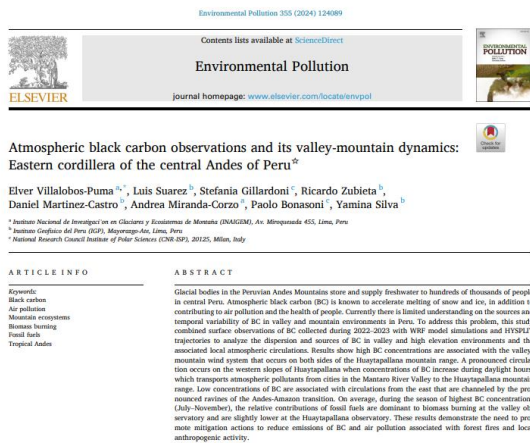 Environmental Pollution 355 (2024) 124089
Contents lists available at ScienceDirect
Environmental Pollution
journal homepage: www.elsevier.com/locate/envpol
ELSEVIER
ENVIRONMENTAL
POLLUTION
Check for
updates
Atmospheric black carbon observations and its valley-mountain dynamics:
Eastern cordillera of the central Andes of Peru☆
Elver Villalobos-Puma a,*, Luis Suarez b, Stefania Gillardoni c, Ricardo Zubieta b,
Daniel Martinez-Castro b, Andrea Miranda-Corzo a, Paolo Bonasoni c, Yamina Silva b
a Instituto Nacional de Investigaci´on en Glaciares y Ecosistemas de Montaña (INAIGEM), Av. Miroquesada 455, Lima, Peru
b Instituto Geofísico del Perú (IGP), Mayorazgo-Ate, Lima, Peru
c National Research Council Institute of Polar Sciences (CNR-ISP), 20125, Milan, Italy
ARTICLE INFO
Keywords:
Black carbon
Air pollution
Mountain ecosystems
Biomass burning
Fossil fuels
Tropical Andes
ABSTRACT
Glacial bodies in the Peruvian Andes Mountains store and supply freshwater to hundreds of thousands of people
in central Peru. Atmospheric black carbon (BC) is known to accelerate melting of snow and ice, in addition t
contributing to air pollution and the health of people. Currently there is limited understanding on the sources and
temporal variability of BC in valley and mountain environments in Peru. To address this problem, this study
combined surface observations of BC collected during 2022–2023 with WRF model simulations and HYSPLIT
trajectories to analyze the dispersion and sources of BC in valley and high elevation environments and the
associated local atmospheric circulations. Results show high BC concentrations are associated with the valley-
mountain wind system that occurs on both sides of the Huaytapallana mountain range. A pronounced circula
tion occurs on the western slopes of Huaytapallana when concentrations of BC increase during daylight hours
which transports atmospheric pollutants from cities in the Mantaro River Valley to the Huaytapallana mountain
range. Low concentrations of BC are associated with circulations from the east that are channeled by the pro
nounced ravines of the Andes-Amazon transition. On average, during the season of highest BC concentrations
(July–November), the relative contributions of fossil fuels are dominant to biomass burning at the valley ob
servatory and are slightly lower at the Huaytapallana observatory. These results demonstrate the need to pro
mote mitigation actions to reduce emissions of BC and air pollution associated with forest fires and local
anthropogenic activity.